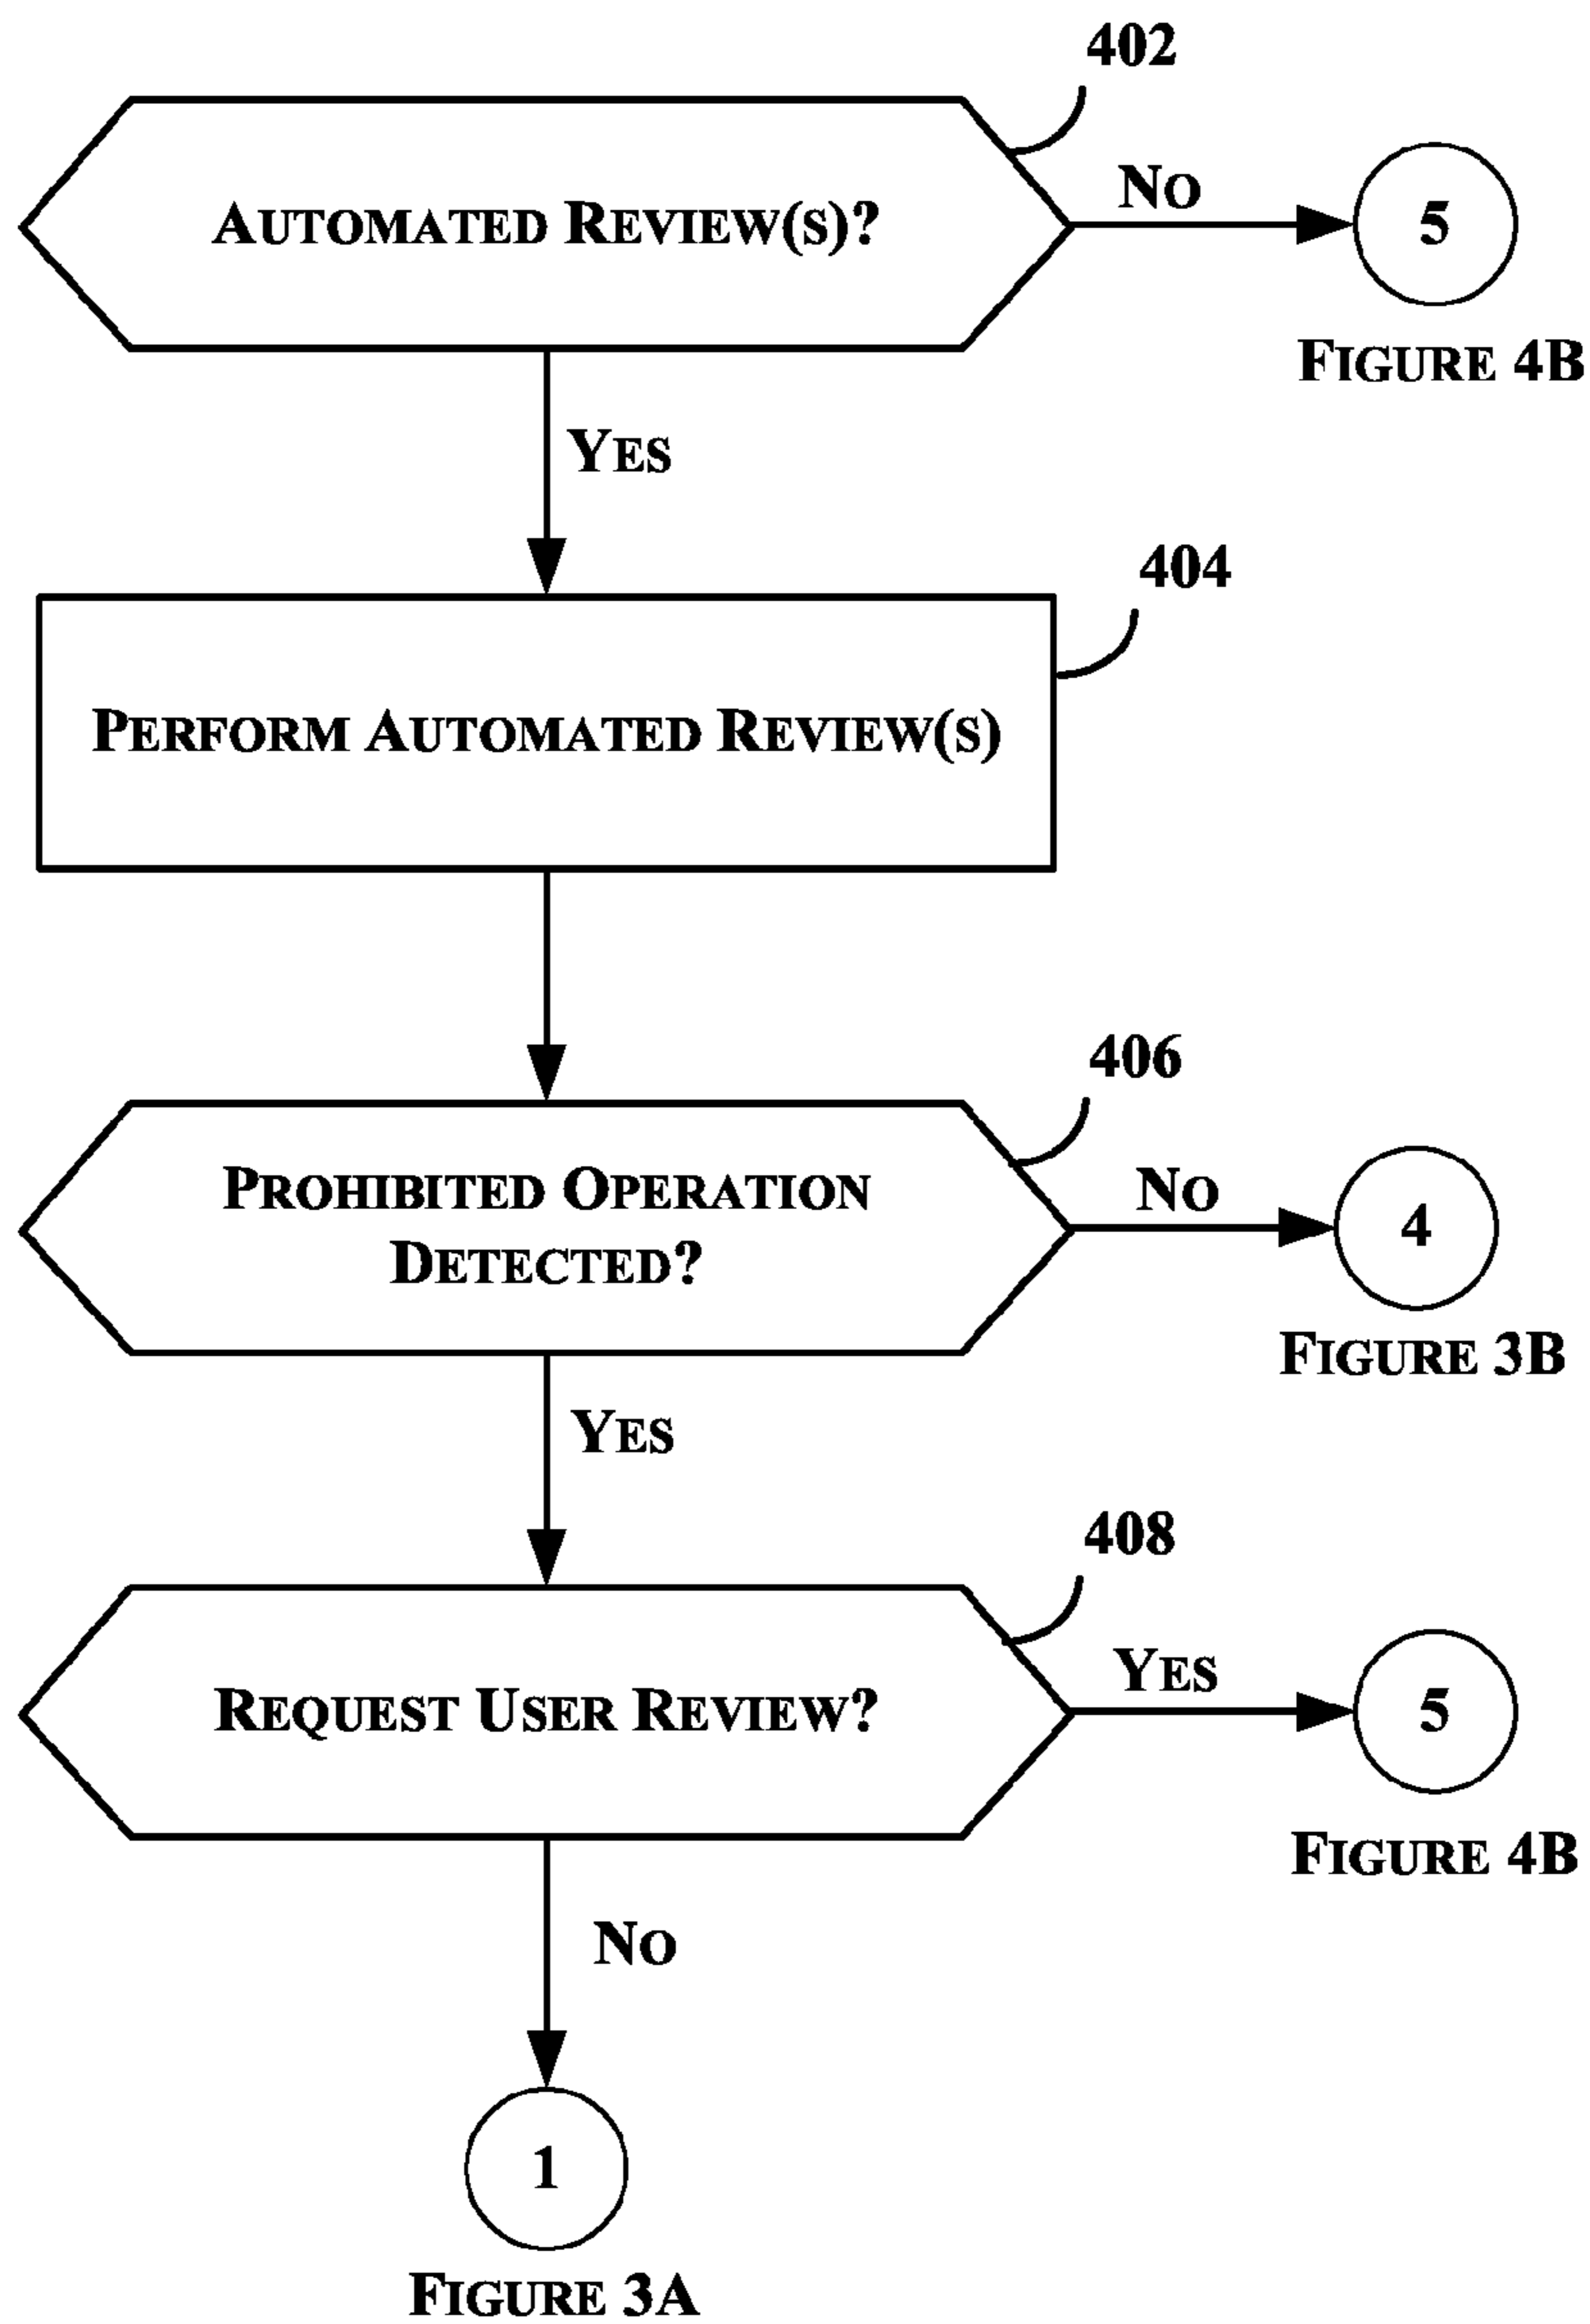 402
AUTOMATED REVIEW(S)?
NO
5
FIGURE 4B
YES
404
PERFORM AUTOMATED REVIEW(S)
406
PROHIBITED OPERATION
DETECTED?
NO
4
FIGURE 3B
YES
408
REQUEST USER REVIEW?
YES
5
FIGURE 4B
NO
1
FIGURE 3A